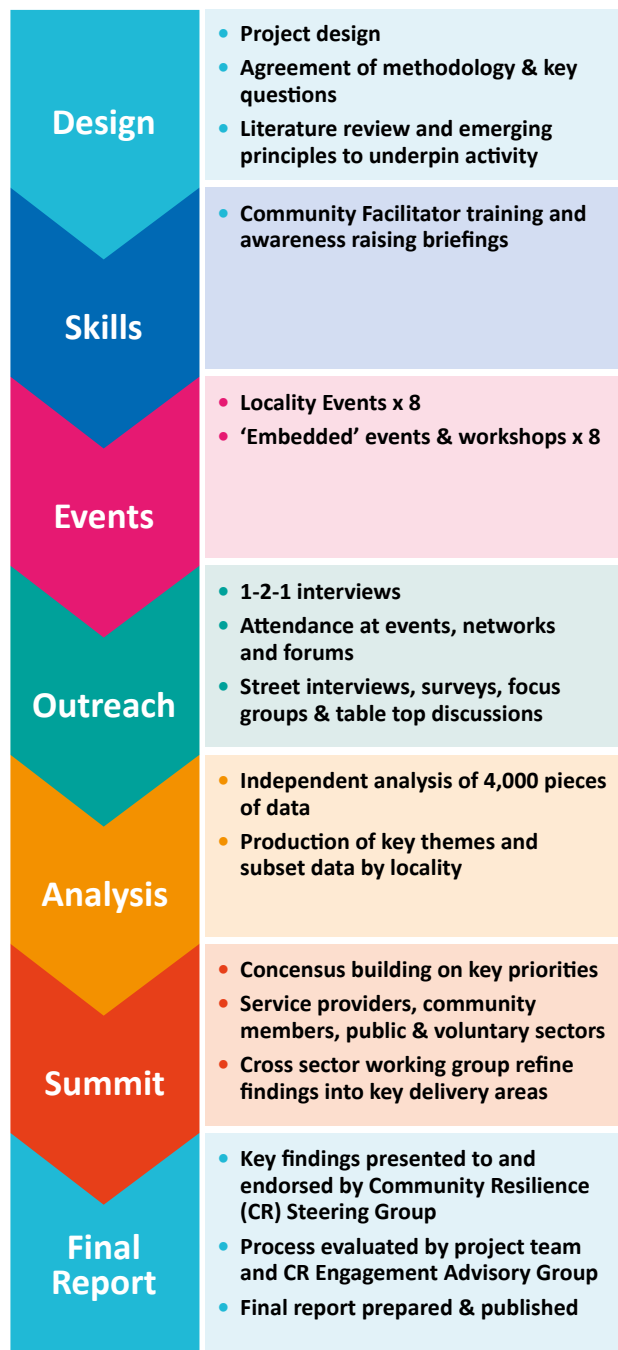 Design
• Project design
• Agreement of methodology & key
questions
• Literature review and emerging
principles to underpin activity
Skills
• Community Facilitator training and
awareness raising briefings
Events
• Locality Events x 8
• ‘Embedded’ events & workshops x 8
Outreach
• 1-2-1 interviews
• Attendance at events, networks
and forums
• Street interviews, surveys, focus
groups & table top discussions
Analysis
• Independent analysis of 4,000 pieces
of data
• Production of key themes and
subset data by locality
Summit
• Concensus building on key priorities
• Service providers, community
members, public & voluntary sectors
• Cross sector working group refine
findings into key delivery areas
Final
Report
• Key findings presented to and
endorsed by Community Resilience
(CR) Steering Group
• Process evaluated by project team
and CR Engagement Advisory Group
• Final report prepared & published